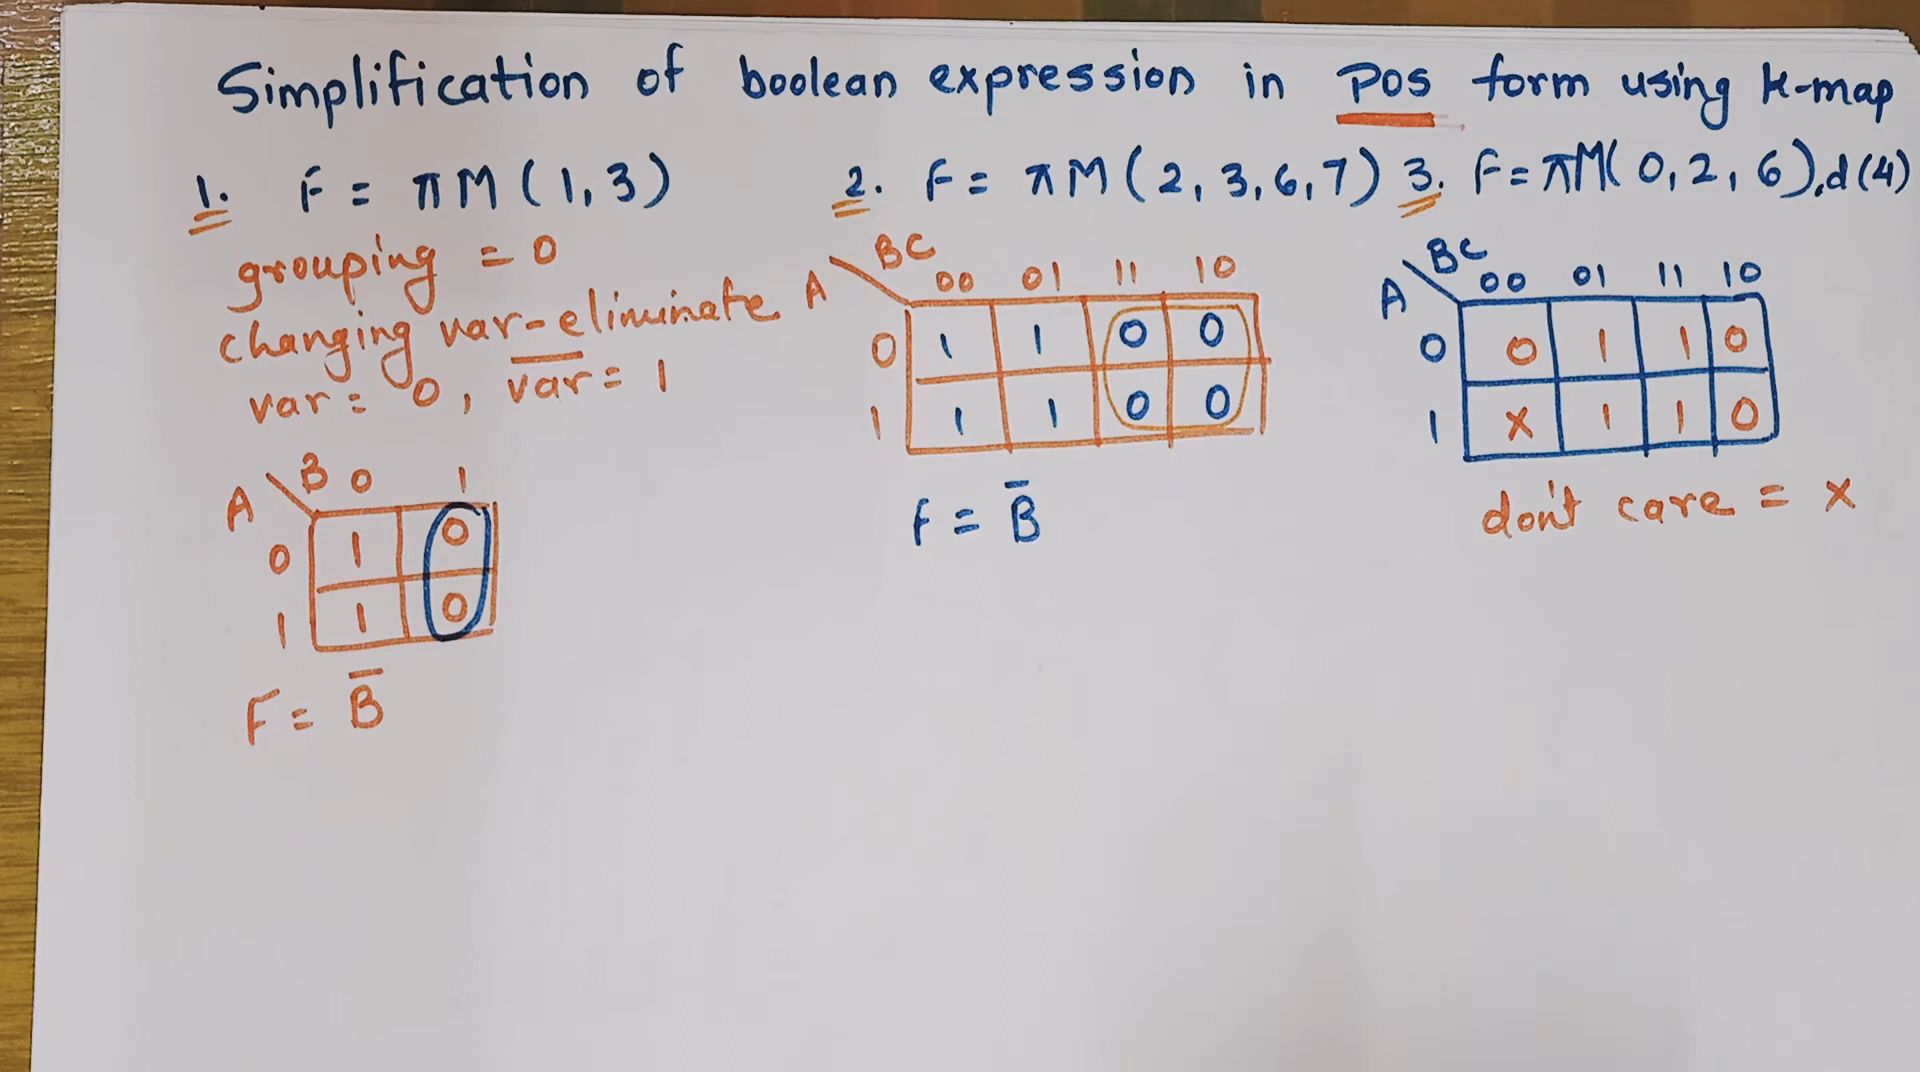 Simplification of boolean expression in POS form using K-map
1. F = πM (1,3)
grouping = 0
changing var-eliminate
var = 0, v̅a̅r̅ = 1
A B 0 1
0 1 0
1 1 0
F = B̅
2. F = πM (2,3,6,7)
A BC 00 01 11 10
0 1 1 0 0
1 1 1 0 0
F = B̅
3. F = πM(0,2,6),d(4)
A BC 00 01 11 10
0 0 1 1 0
1 X 1 1 0
don't care = X